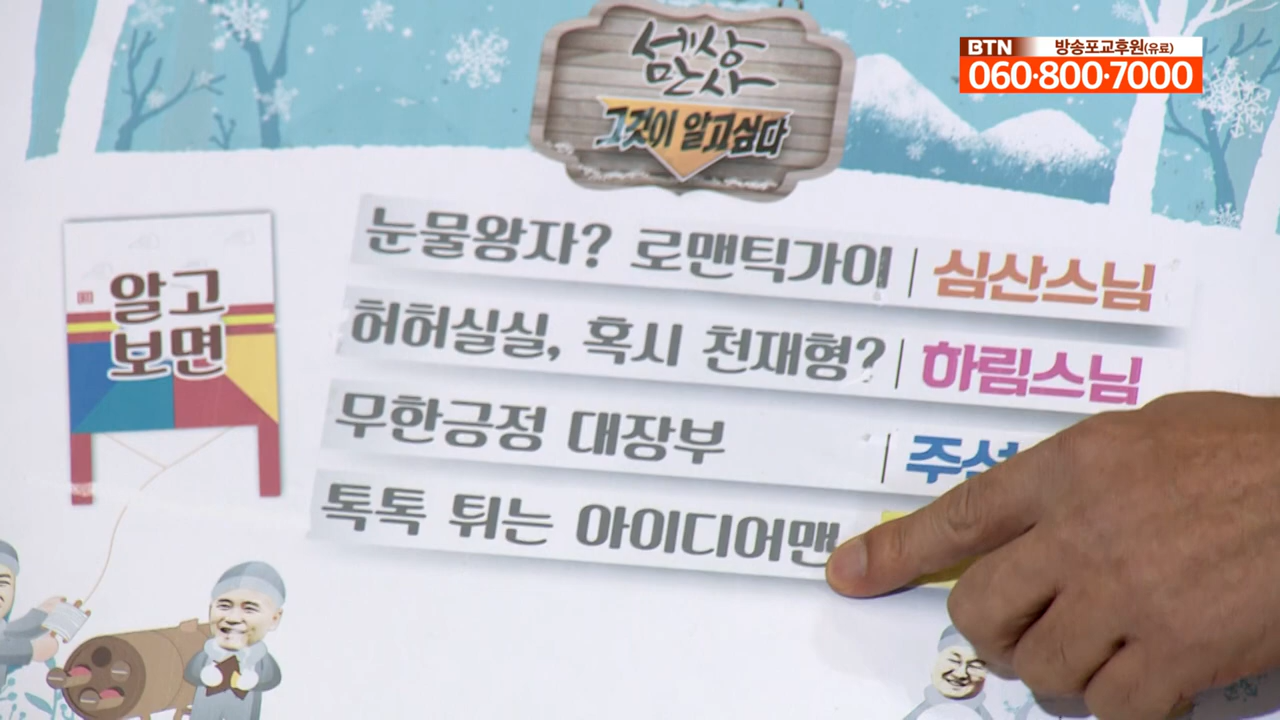 BTN 방송포교후원(유료)
060·800·7000
세상
만사
그것이 알고싶다
알고
보면
눈물왕자? 로맨틱가이 | 심산스님
허허실실, 혹시 천재형? | 하림스님
무한긍정 대장부 | 주석
톡톡 튀는 아이디어맨